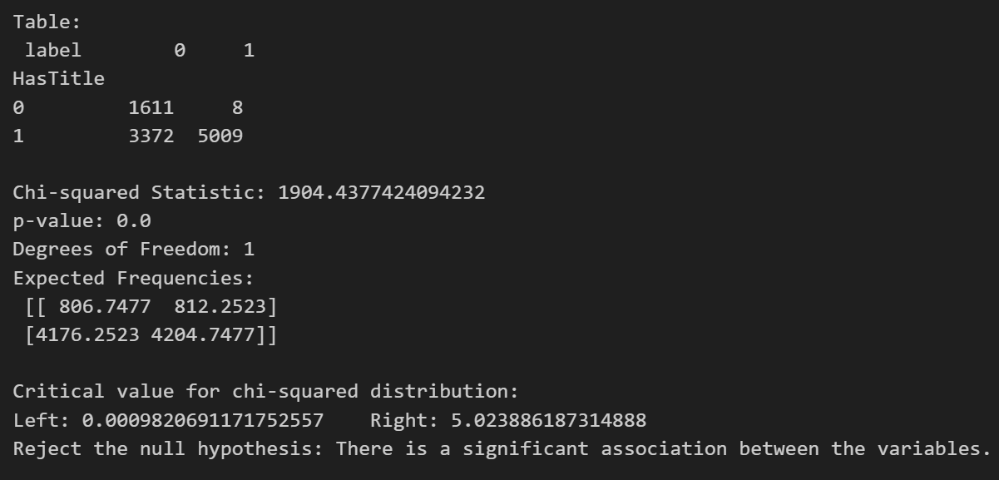 Table:
label 0 1
HasTitle
0 1611 8
1 3372 5009
Chi-squared Statistic: 1904.4377424094232
p-value: 0.0
Degrees of Freedom: 1
Expected Frequencies:
[[ 806.7477 812.2523]
[4176.2523 4204.7477]]
Critical value for chi-squared distribution:
Left: 0.0009820691171752557 Right: 5.023886187314888
Reject the null hypothesis: There is a significant association between the variables.